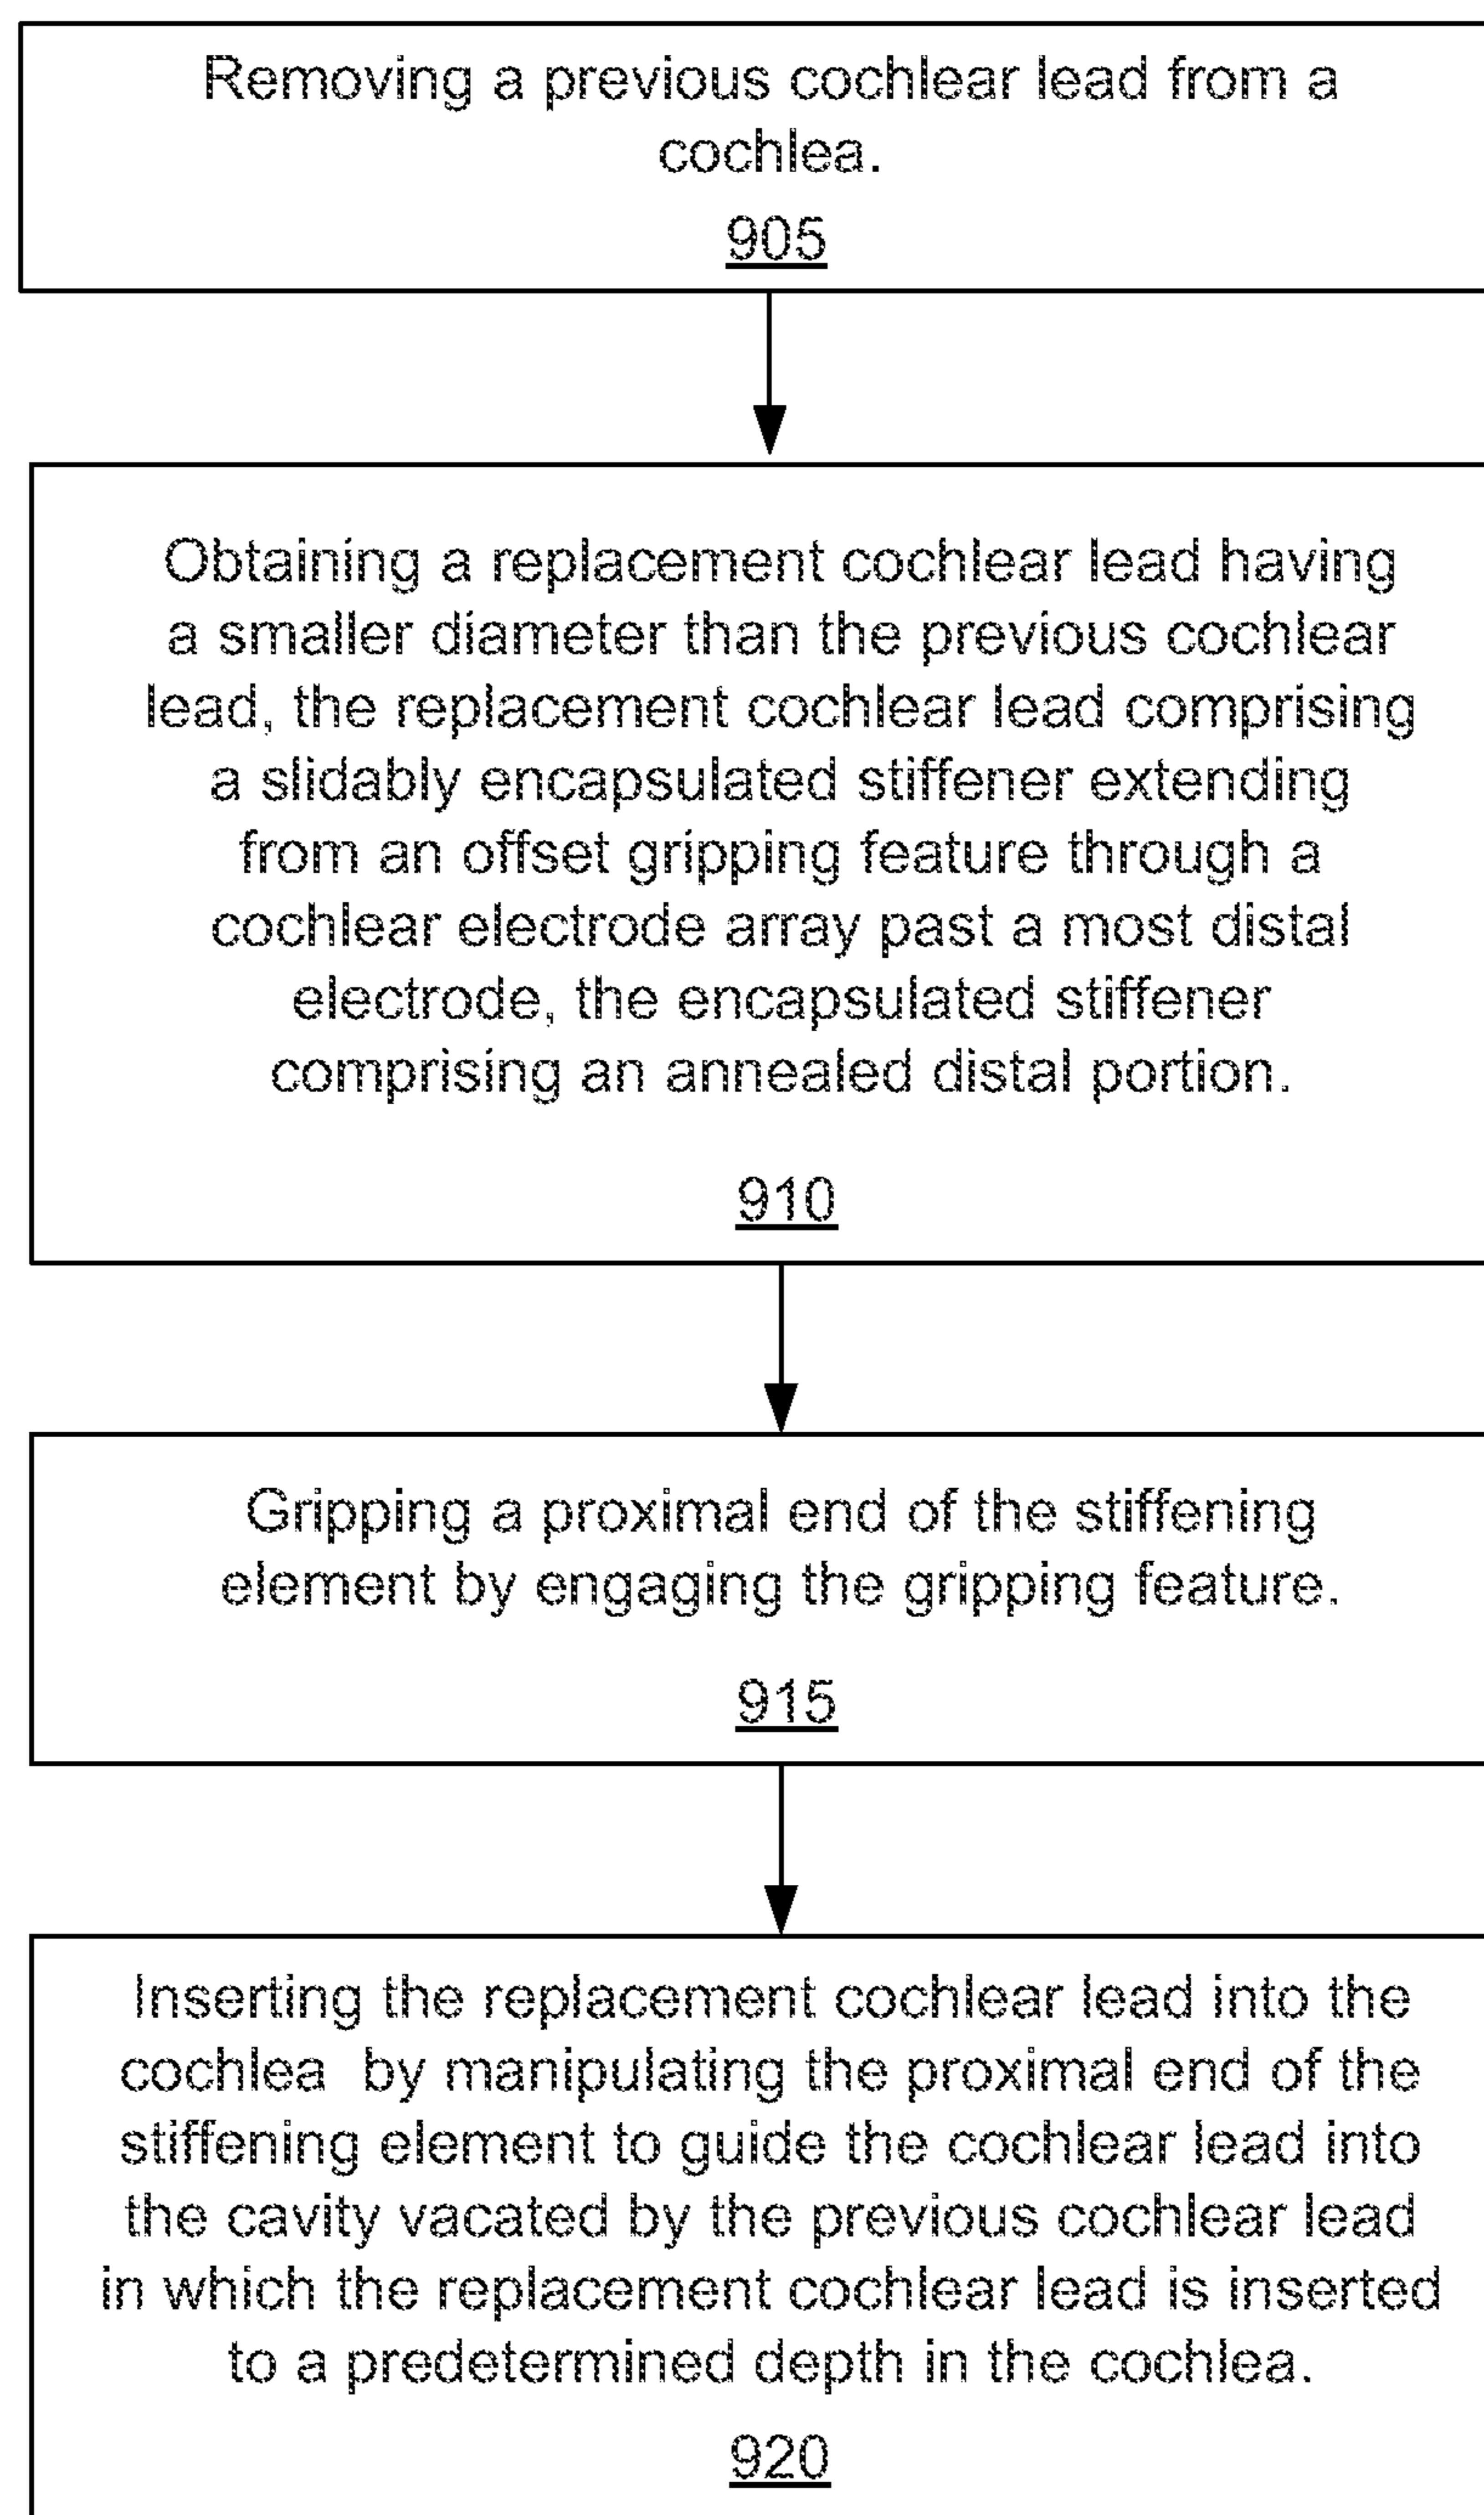 Removing a previous cochlear lead from a
cochlea.
905
Obtaining a replacement cochlear lead having
a smaller diameter than the previous cochlear
lead, the replacement cochlear lead comprising
a slidably encapsulated stiffener extending
from an offset gripping feature through a
cochlear electrode array past a most distal
electrode, the encapsulated stiffener
comprising an annealed distal portion.
910
Gripping a proximal end of the stiffening
element by engaging the gripping feature.
915
Inserting the replacement cochlear lead into the
cochlea  by manipulating the proximal end of the
stiffening element to guide the cochlear lead into
the cavity vacated by the previous cochlear lead
in which the replacement cochlear lead is inserted
to a predetermined depth in the cochlea.
920